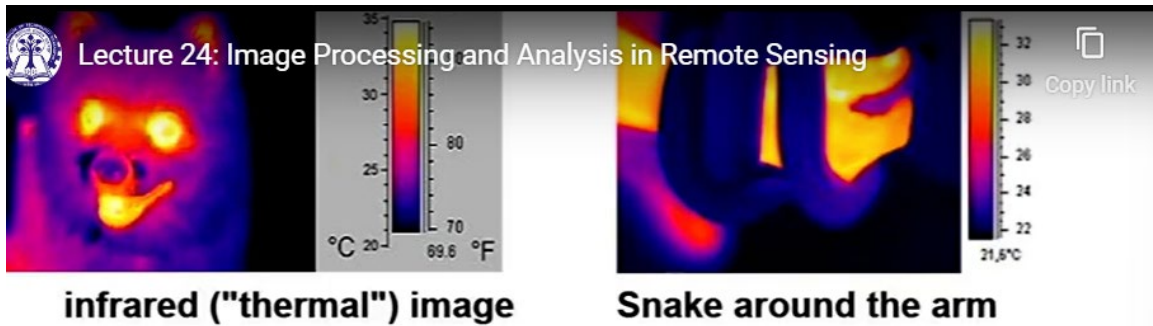 Lecture 24: Image Processing and Analysis in Remote Sensing
Copy link
35
30
25
20
°C
80
70
69.6 °F
32
30
28
26
24
22
21,6°C
infrared ("thermal") image
Snake around the arm